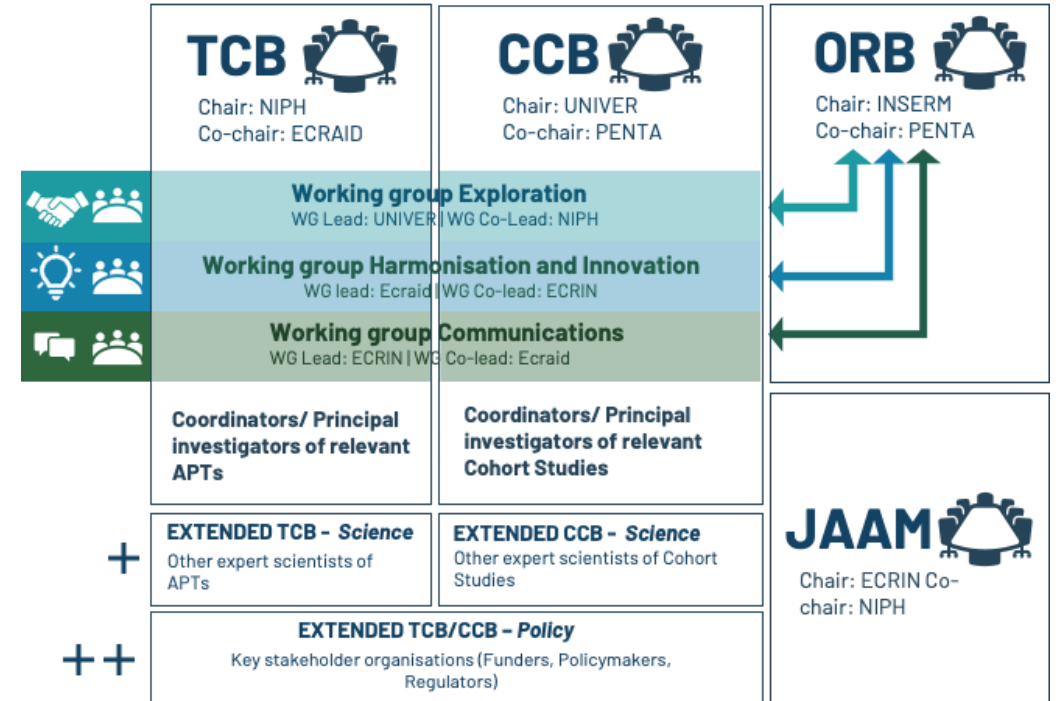 TCB
Chair: NIPH
Co-chair: ECRAID
CCB
Chair: UNIVER
Co-chair: PENTA
ORB
Chair: INSERM
Co-chair: PENTA
Working group Exploration
WG Lead: UNIVER | WG Co-Lead: NIPH
Working group Harmonisation and Innovation
WG lead: Ecraid | WG Co-lead: ECRIN
Working group Communications
WG Lead: ECRIN | WG Co-lead: Ecraid
Coordinators/ Principal
investigators of relevant
APTs
Coordinators/ Principal
investigators of relevant
Cohort Studies
+
EXTENDED TCB - Science
Other expert scientists of
APTs
EXTENDED CCB - Science
Other expert scientists of Cohort
Studies
JAAM
Chair: ECRIN Co-
chair: NIPH
++
EXTENDED TCB/CCB – Policy
Key stakeholder organisations (Funders, Policymakers,
Regulators)